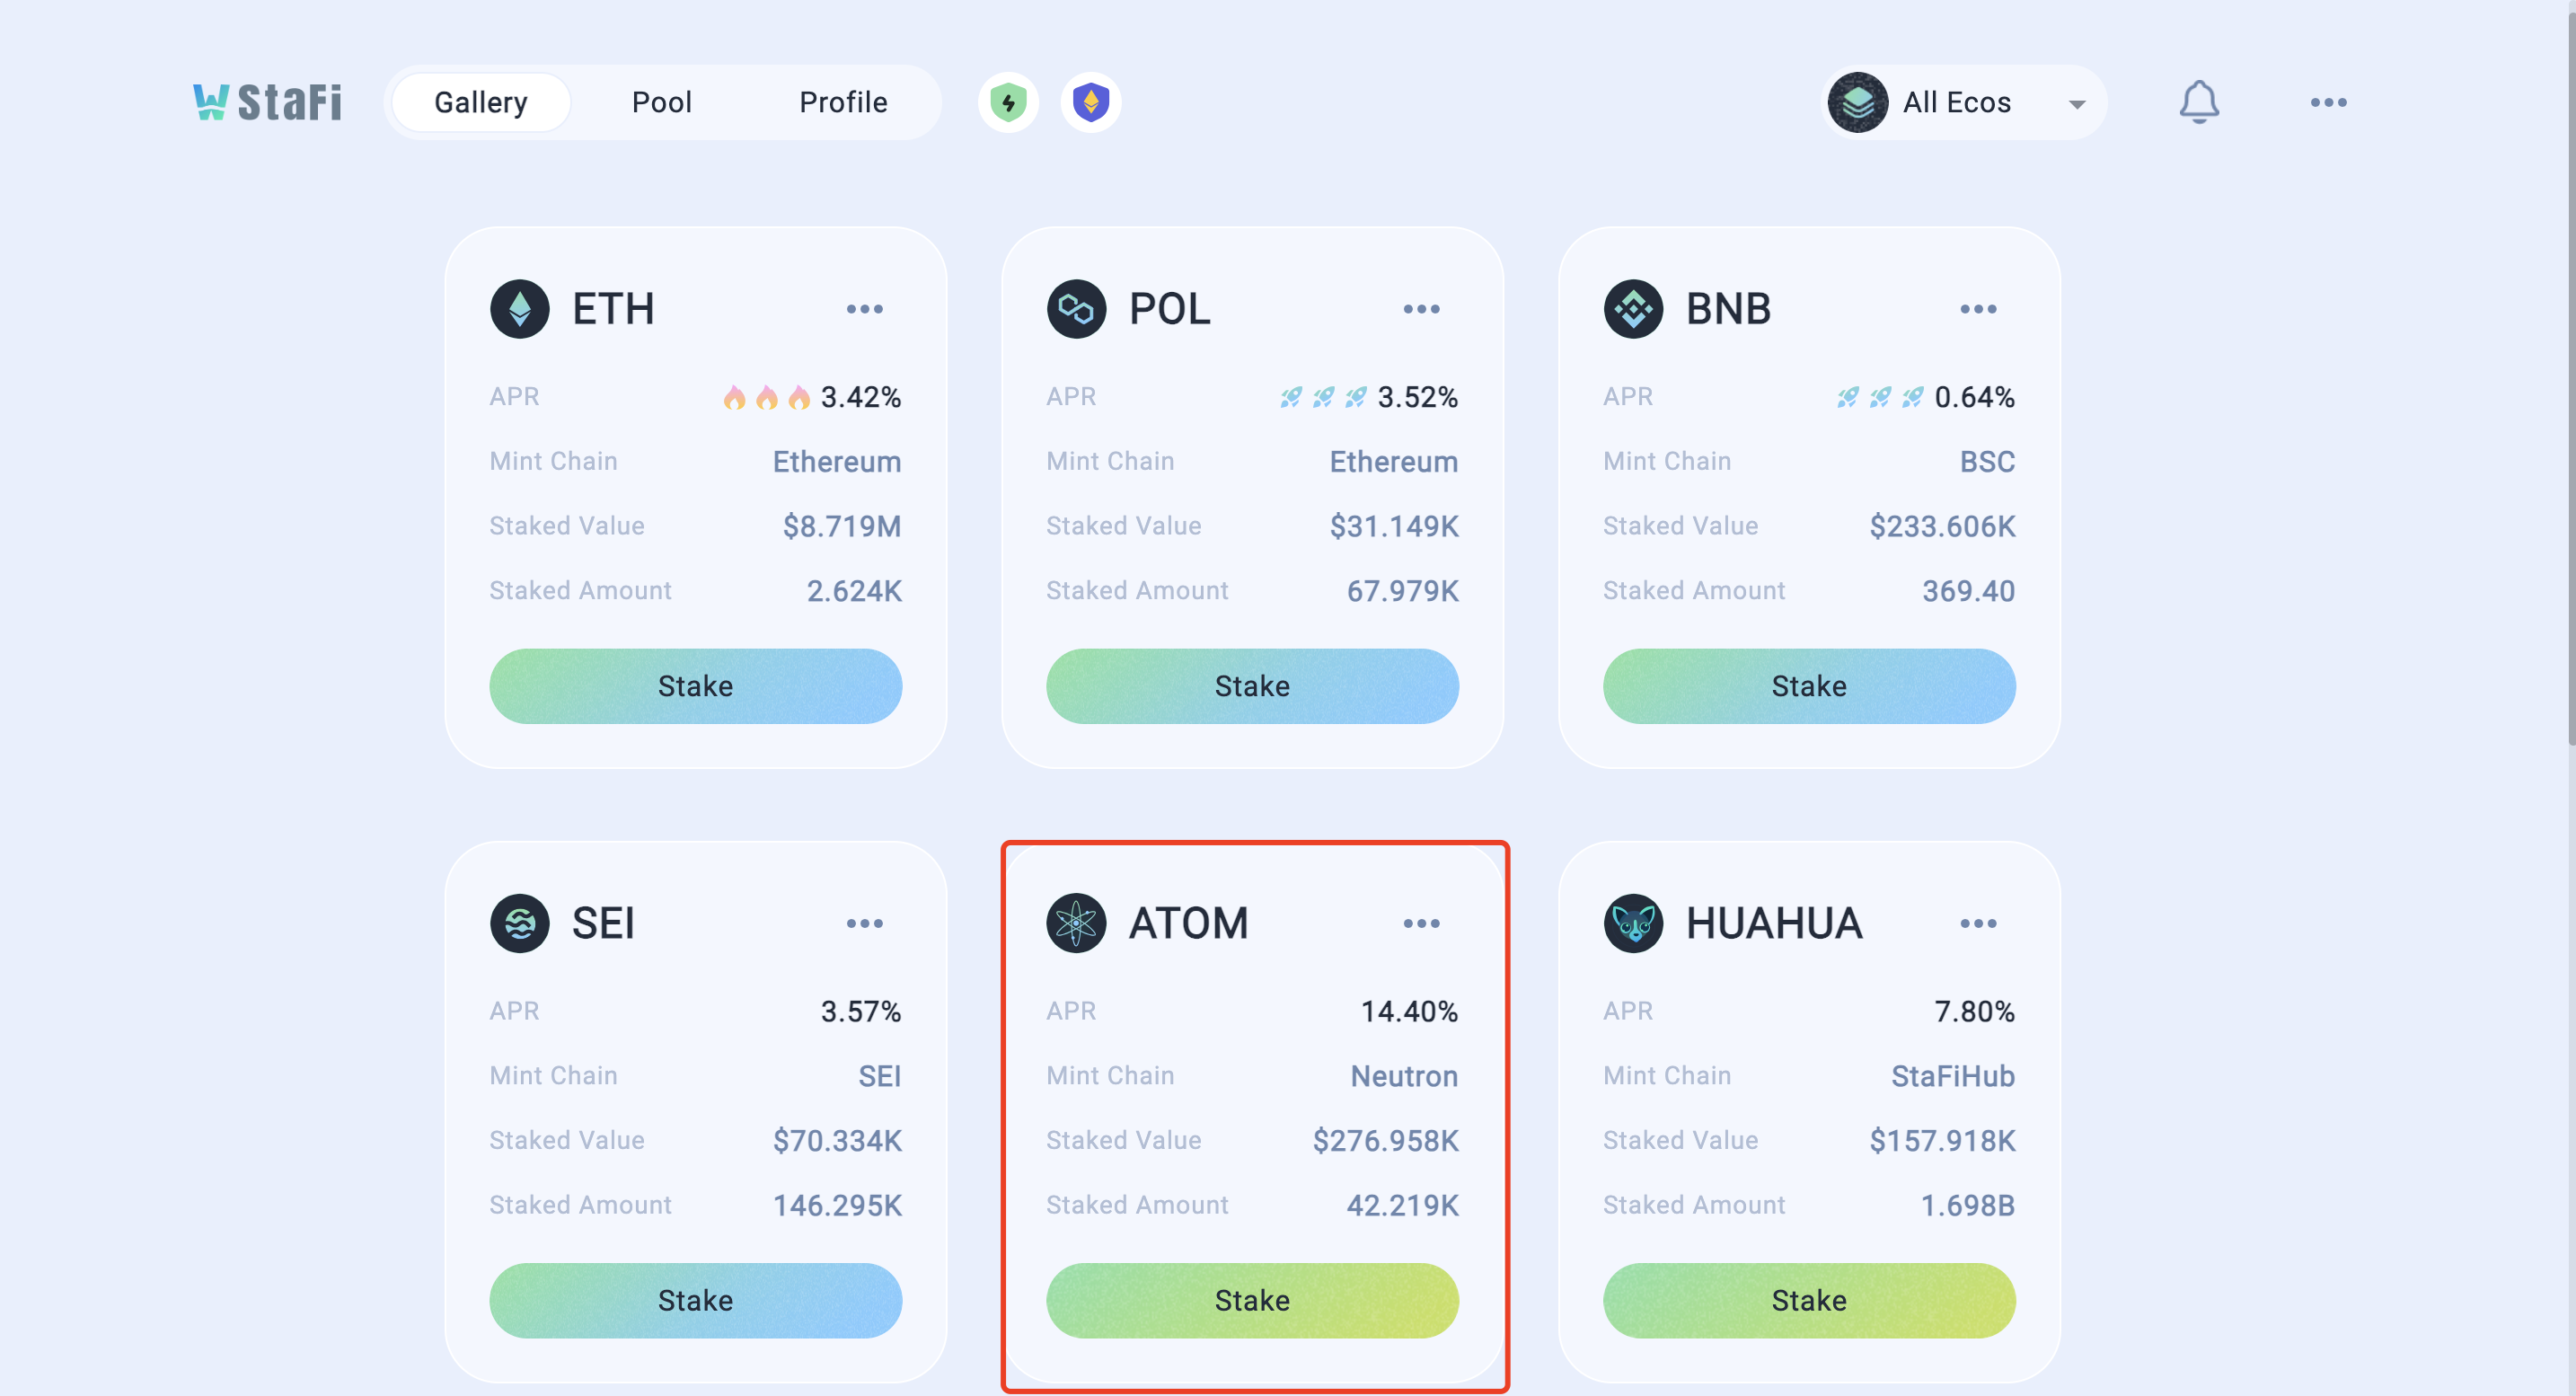 StaFi Gallery Pool Profile All Ecos
ETH
APR 3.42%
Mint Chain Ethereum
Staked Value $8.719M
Staked Amount 2.624K
Stake
POL
APR 3.52%
Mint Chain Ethereum
Staked Value $31.149K
Staked Amount 67.979K
Stake
BNB
APR 0.64%
Mint Chain BSC
Staked Value $233.606K
Staked Amount 369.40
Stake
SEI
APR 3.57%
Mint Chain SEI
Staked Value $70.334K
Staked Amount 146.295K
Stake
ATOM
APR 14.40%
Mint Chain Neutron
Staked Value $276.958K
Staked Amount 42.219K
Stake
HUAHUA
APR 7.80%
Mint Chain StaFiHub
Staked Value $157.918K
Staked Amount 1.698B
Stake